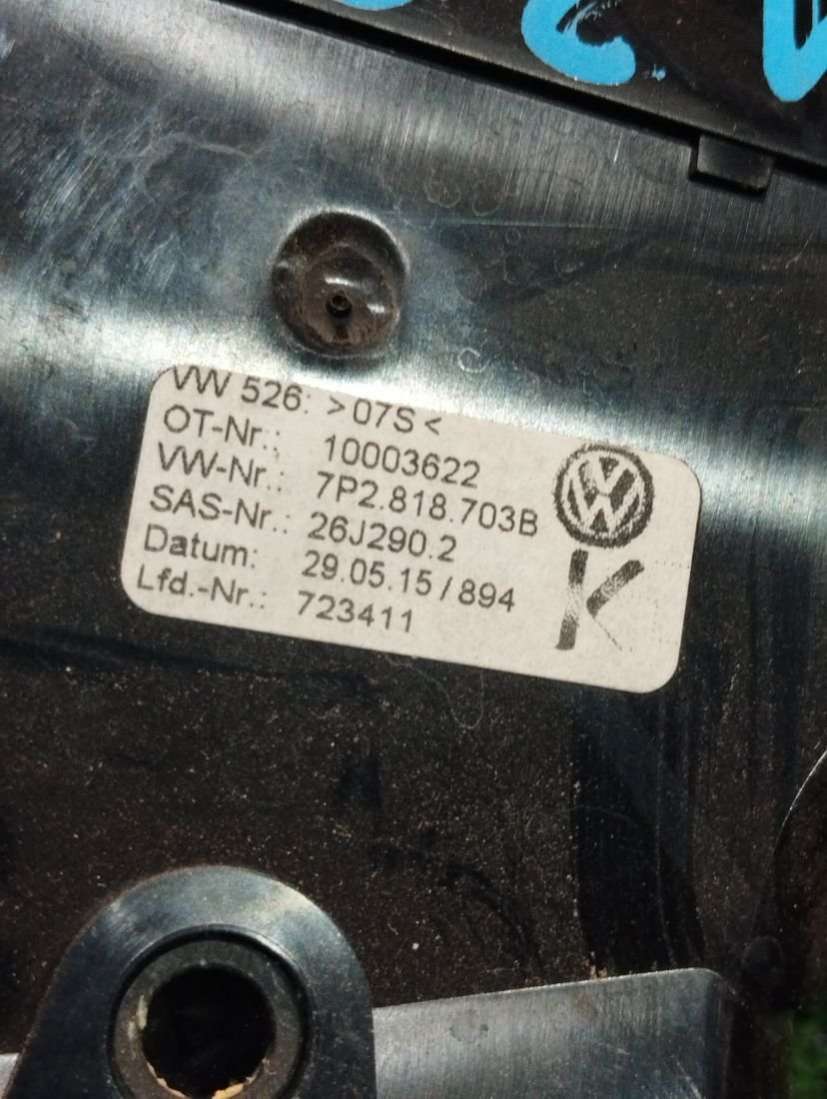 VW 526: >07S<
OT-Nr.: 10003622
VW-Nr.: 7P2.818.703B
SAS-Nr.: 26J290.2
Datum: 29.05.15/894
Lfd.-Nr.: 723411
K